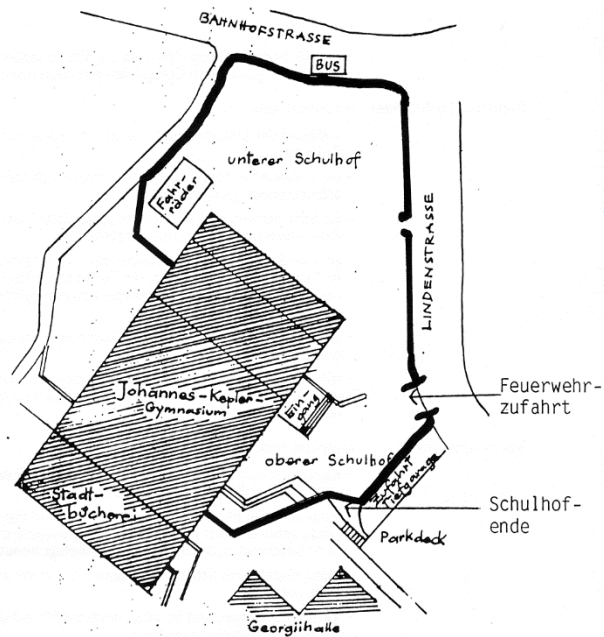 BAHNHOFSTRASSE
BUS
unterer Schulhof
Fahr-
räder
LINDENSTRASSE
Feuerwehr-
zufahrt
Johannes-Kepler-
Gymnasium
Ein-
gang
oberer Schulhof
Zufahrt
Tiefgarage
Stadt-
bücherei
Schulhof-
ende
Parkdeck
Georgiihalle